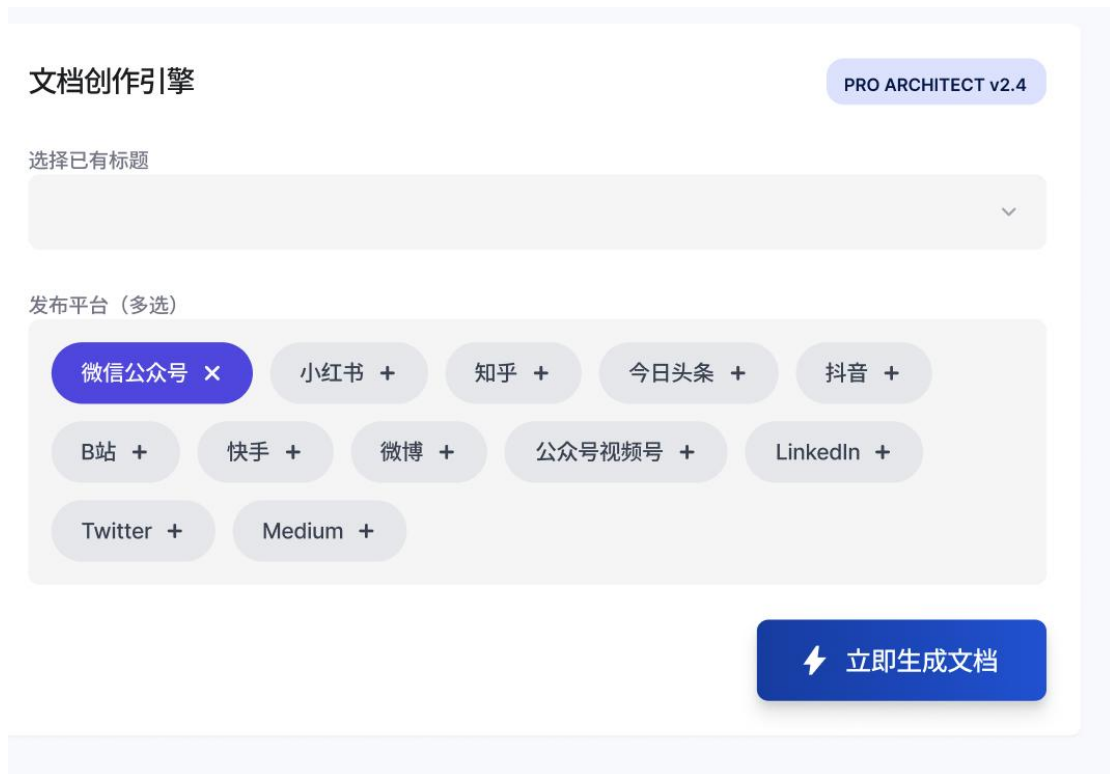 文档创作引擎
PRO ARCHITECT v2.4
选择已有标题
发布平台（多选）
微信公众号 × 小红书 + 知乎 + 今日头条 + 抖音 +
B站 + 快手 + 微博 + 公众号视频号 + LinkedIn +
Twitter + Medium +
立即生成文档